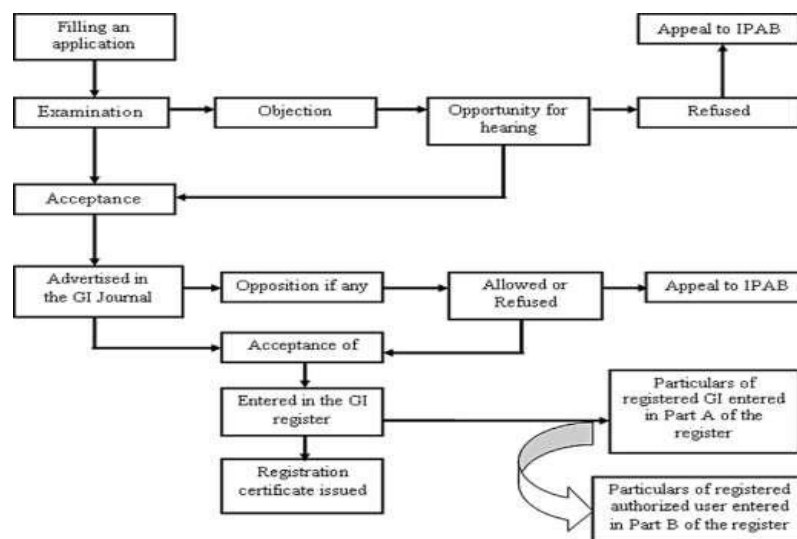 Filling an
application
Appeal to IPAB
Examination
Objection
Opportunity for
hearing
Refused
Acceptance
Advertised in
the GI Journal
Opposition if any
Allowed or
Refused
Appeal to IPAB
Acceptance of
Entered in the GI
register
Particulars of
registered GI entered
in Part A of the
register
Registration
certificate issued
Particulars of registered
authorized user entered
in Part B of the register